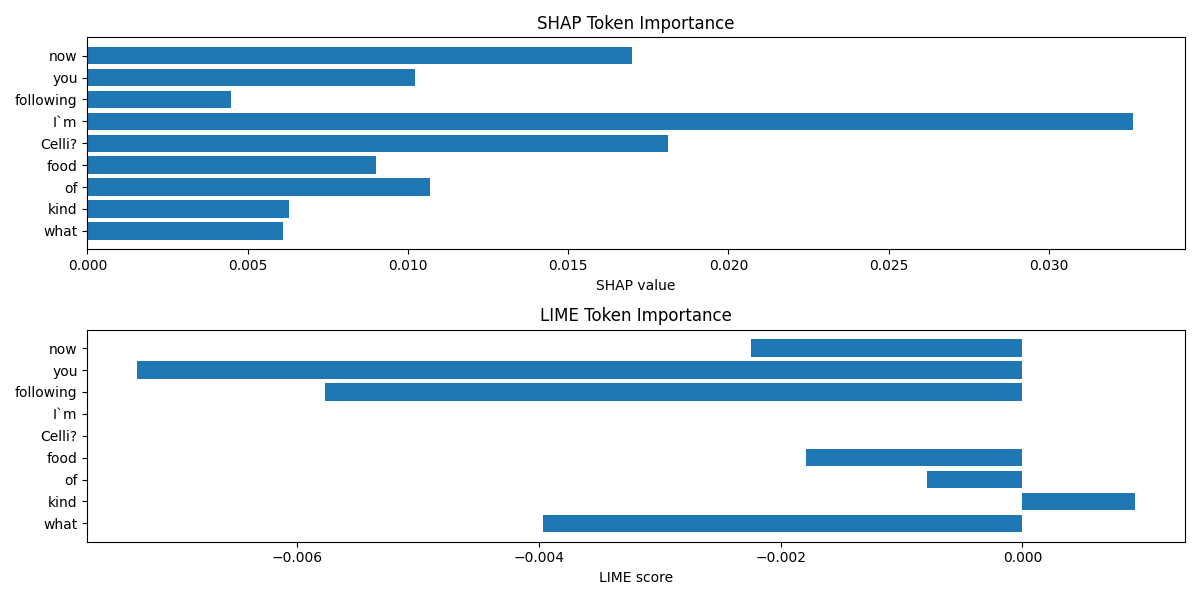 SHAP Token Importance
now
you
following
I`m
Celli?
food
of
kind
what
0.000 0.005 0.010 0.015 0.020 0.025 0.030
SHAP value
LIME Token Importance
now
you
following
I`m
Celli?
food
of
kind
what
−0.006 −0.004 −0.002 0.000
LIME score